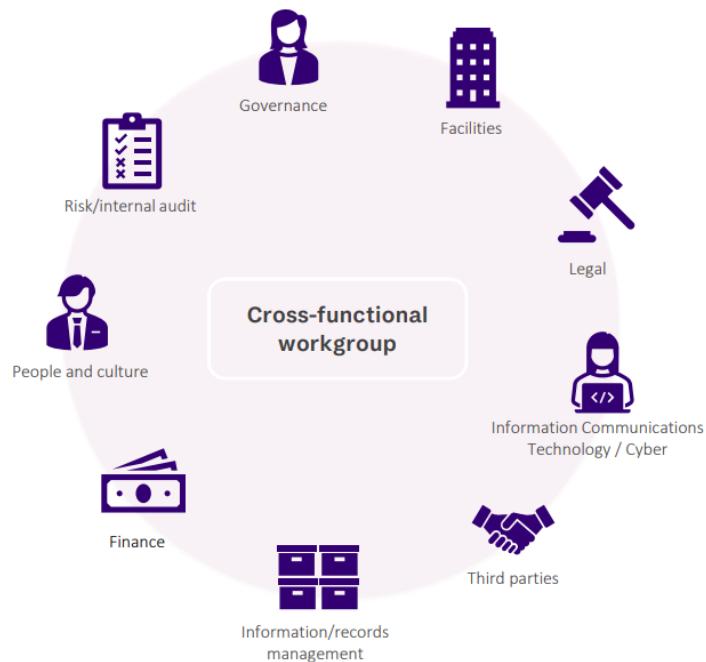 Governance
Facilities
Risk/internal audit
Legal
Cross-functional
workgroup
People and culture
Information Communications
Technology / Cyber
Finance
Third parties
Information/records
management